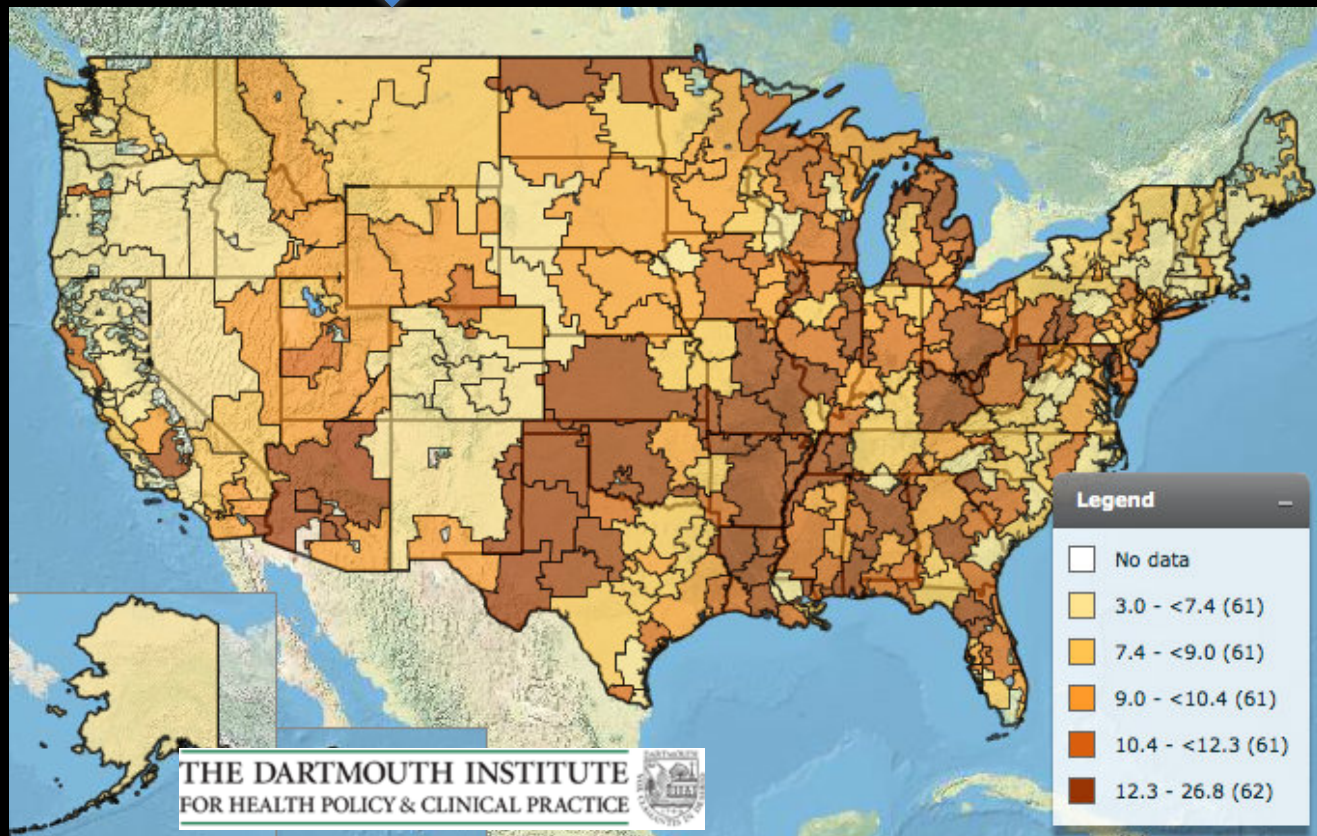 Legend
No data
3.0 - <7.4 (61)
7.4 - <9.0 (61)
9.0 - <10.4 (61)
10.4 - <12.3 (61)
12.3 - 26.8 (62)
THE DARTMOUTH INSTITUTE
FOR HEALTH POLICY & CLINICAL PRACTICE